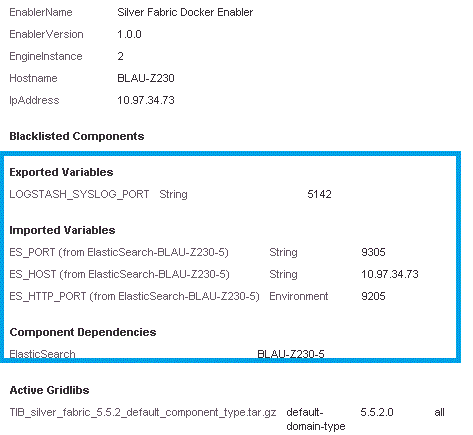 EnablerName Silver Fabric Docker Enabler
EnablerVersion 1.0.0
EngineInstance 2
Hostname BLAU-Z230
IpAddress 10.97.34.73
Blacklisted Components
Exported Variables
LOGSTASH_SYSLOG_PORT String 5142
Imported Variables
ES_PORT (from ElasticSearch-BLAU-Z230-5) String 9305
ES_HOST (from ElasticSearch-BLAU-Z230-5) String 10.97.34.73
ES_HTTP_PORT (from ElasticSearch-BLAU-Z230-5) Environment 9205
Component Dependencies
ElasticSearch BLAU-Z230-5
Active Gridlibs
TIB_silver_fabric_5.5.2_default_component_type.tar.gz default- 5.5.2.0 all
domain-type